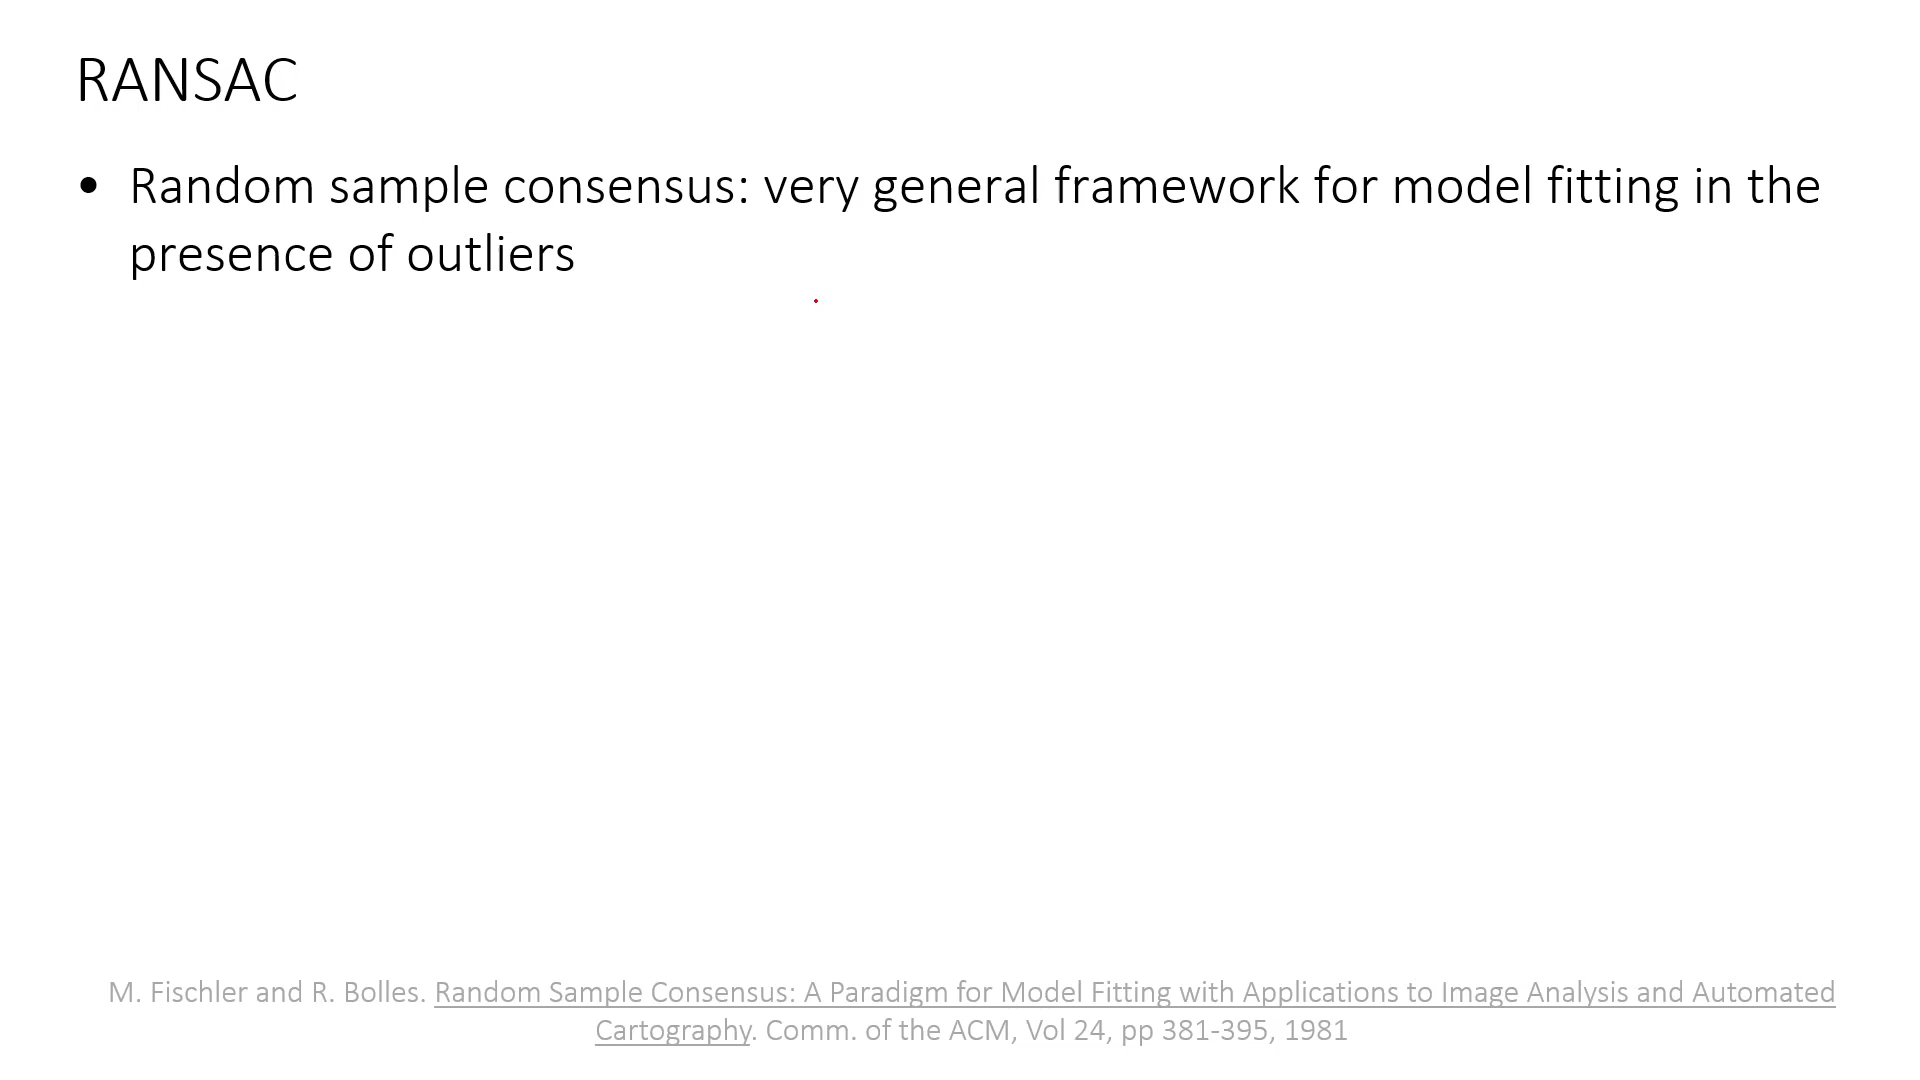 RANSAC
• Random sample consensus: very general framework for model fitting in the
presence of outliers
M. Fischler and R. Bolles. Random Sample Consensus: A Paradigm for Model Fitting with Applications to Image Analysis and Automated
Cartography. Comm. of the ACM, Vol 24, pp 381-395, 1981